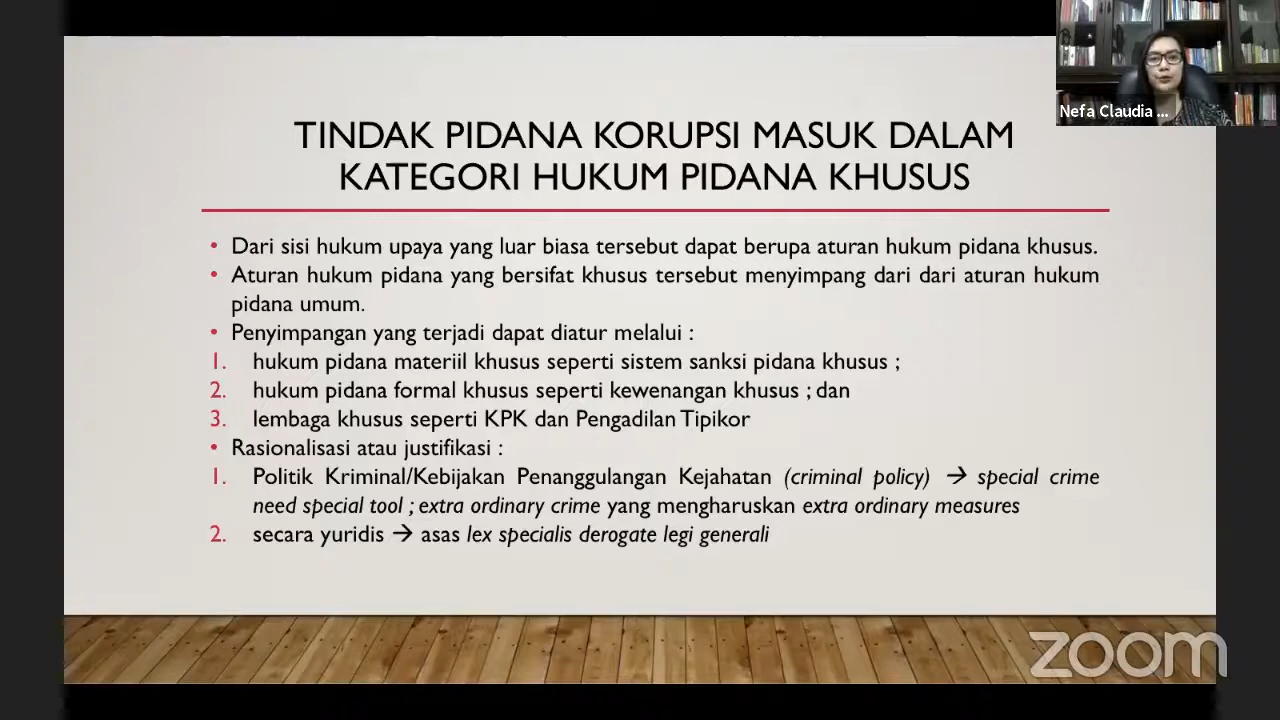 Nefa Claudia ...
TINDAK PIDANA KORUPSI MASUK DALAM
KATEGORI HUKUM PIDANA KHUSUS
• Dari sisi hukum upaya yang luar biasa tersebut dapat berupa aturan hukum pidana khusus.
• Aturan hukum pidana yang bersifat khusus tersebut menyimpang dari dari aturan hukum
pidana umum.
• Penyimpangan yang terjadi dapat diatur melalui :
1. hukum pidana materiil khusus seperti sistem sanksi pidana khusus ;
2. hukum pidana formal khusus seperti kewenangan khusus ; dan
3. lembaga khusus seperti KPK dan Pengadilan Tipikor
• Rasionalisasi atau justifikasi :
1. Politik Kriminal/Kebijakan Penanggulangan Kejahatan (criminal policy) → special crime
need special tool ; extra ordinary crime yang mengharuskan extra ordinary measures
2. secara yuridis → asas lex specialis derogate legi generali
zoom